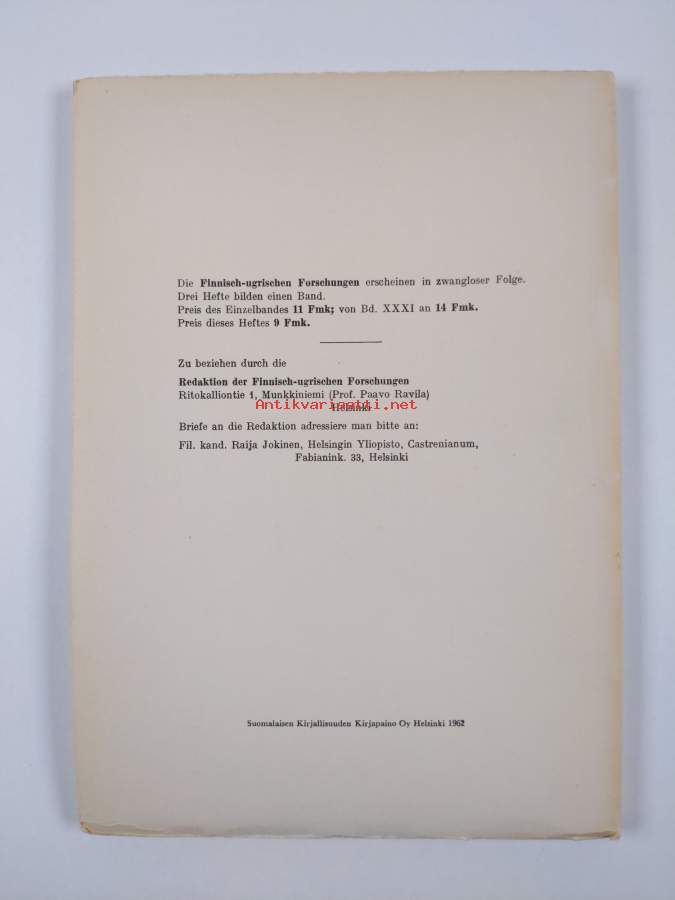 Die Finnisch-ugrischen Forschungen erscheinen in zwangloser Folge.
Drei Hefte bilden einen Band.
Preis des Einzelbandes 11 Fmk; von Bd. XXXI an 14 Fmk.
Preis dieses Heftes 9 Fmk.
Zu beziehen durch die
Redaktion der Finnisch-ugrischen Forschungen
Ritokalliontie 1, Munkkiniemi (Prof. Paavo Ravila)
Helsinki
Antikvariaatti.net
Briefe an die Redaktion adressiere man bitte an:
Fil. kand. Raija Jokinen, Helsingin Yliopisto, Castrenianum,
Fabianink. 33, Helsinki
Suomalaisen Kirjallisuuden Kirjapaino Oy Helsinki 1962